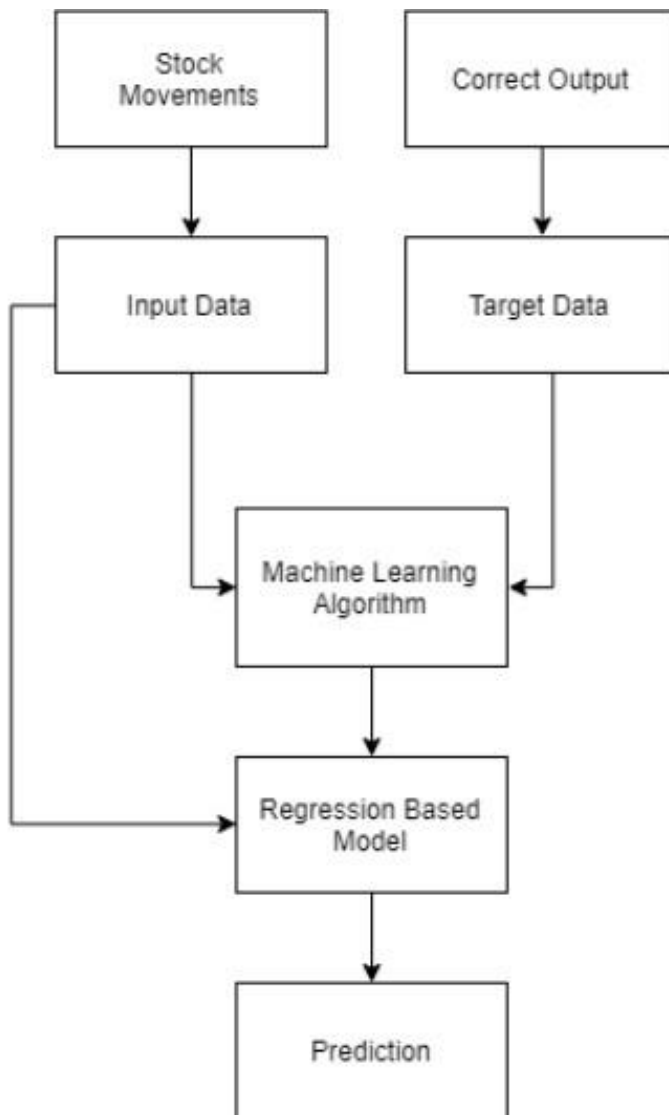 Stock
Movements
Correct Output
Input Data
Target Data
Machine Learning
Algorithm
Regression Based
Model
Prediction